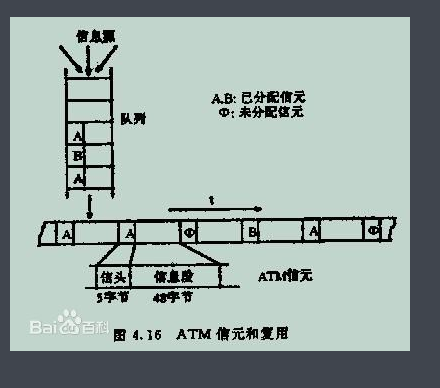 信息源
队列
A,B: 已分配信元
Φ: 未分配信元
A
B
A
t
A
A
Φ
B
A
Φ
信头
信息段
ATM信元
5字节
48字节
Bai百科
图 4.16 ATM 信元和复用